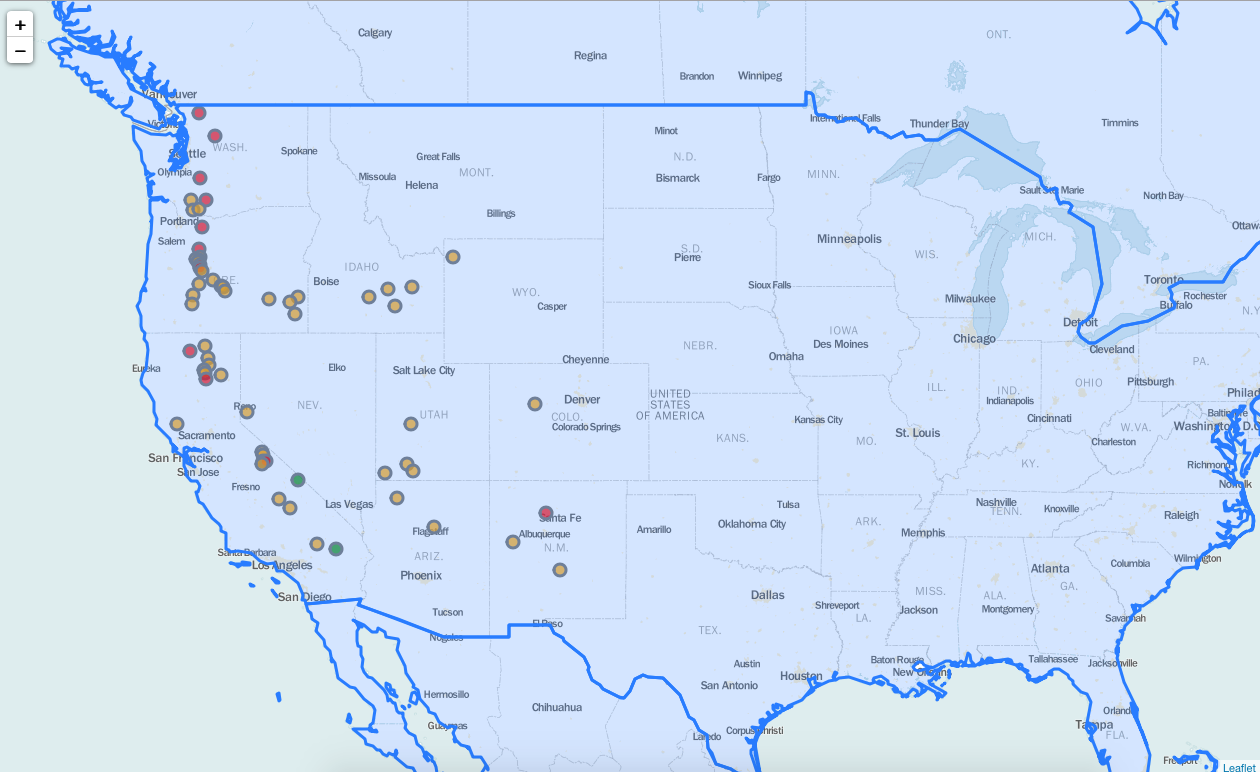 +
−
Calgary
Regina
ONT.
Brandon
Winnipeg
Vancouver
International Falls
Thunder Bay
Timmins
Minot
Seattle
WASH.
Spokane
Great Falls
N.D.
Olympia
Missoula
Helena
MONT.
Bismarck
Fargo
MINN.
Sault Ste Marie
North Bay
Portland
Billings
Ottawa
Salem
Minneapolis
MICH.
S.D.
Pierre
WIS.
IDAHO
Boise
Toronto
WYO.
Sioux Falls
Rochester
Casper
Milwaukee
Buffalo
N.Y
Detroit
IOWA
Des Moines
Chicago
NEBR.
Cleveland
Eureka
Elko
Salt Lake City
Cheyenne
Omaha
PA.
OHIO
Pittsburgh
ILL.
IND.
Indianapolis
Philad
Reno
NEV.
UTAH
Denver
COLO.
Colorado Springs
UNITED
STATES
OF AMERICA
Kansas City
Cincinnati
Baltimore
Washington, D.C.
W.VA.
Charleston
Sacramento
KANS.
MO.
St. Louis
San Francisco
San Jose
KY.
Richmond
Norfolk
Fresno
Las Vegas
Tulsa
Nashville
TENN.
Knoxville
Raleigh
Santa Fe
Flagstaff
Albuquerque
N.M.
Amarillo
Oklahoma City
ARK.
Memphis
Santa Barbara
Los Angeles
ARIZ.
Phoenix
Atlanta
Columbia
Wilmington
GA.
San Diego
Dallas
MISS.
ALA.
Tucson
Shreveport
LA.
Jackson
Montgomery
Savannah
El Paso
TEX.
Nogales
Austin
Baton Rouge
New Orleans
Tallahassee
Jacksonville
San Antonio
Houston
Hermosillo
Chihuahua
Orlando
Guaymas
Laredo
Corpus Christi
Tampa
FLA.
Freeport
Leaflet